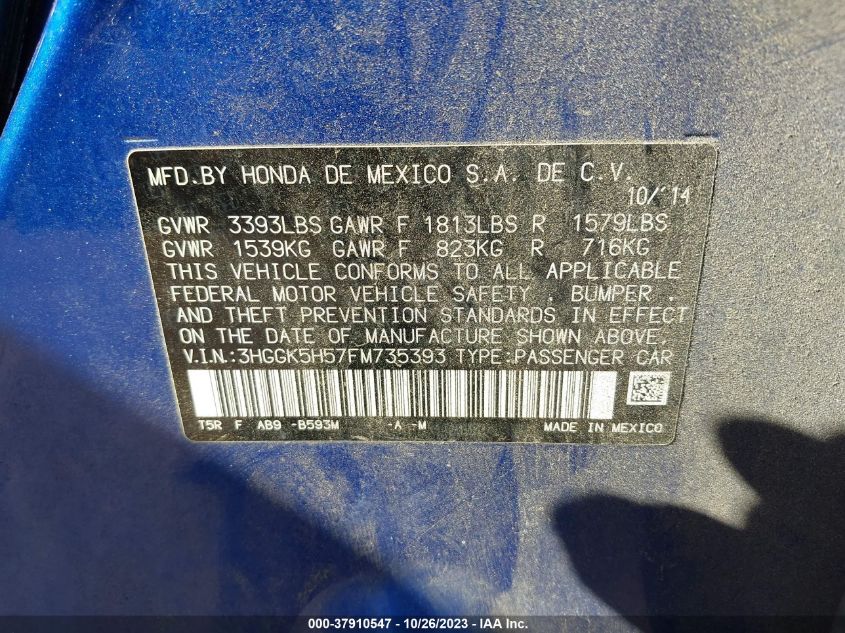 MFD.BY HONDA DE MEXICO S.A. DE C.V.
10/'14
GVWR 3393LBS GAWR F 1813LBS R 1579LBS
GVWR 1539KG GAWR F 823KG R 716KG
THIS VEHICLE CONFORMS TO ALL APPLICABLE
FEDERAL MOTOR VEHICLE SAFETY . BUMPER .
AND THEFT PREVENTION STANDARDS IN EFFECT
ON THE DATE OF MANUFACTURE SHOWN ABOVE.
V.I.N.:3HGGK5H57FM735393 TYPE:PASSENGER CAR
T5R F AB9 -B593M -A -M MADE IN MEXICO
000-37910547 - 10/26/2023 - IAA Inc.